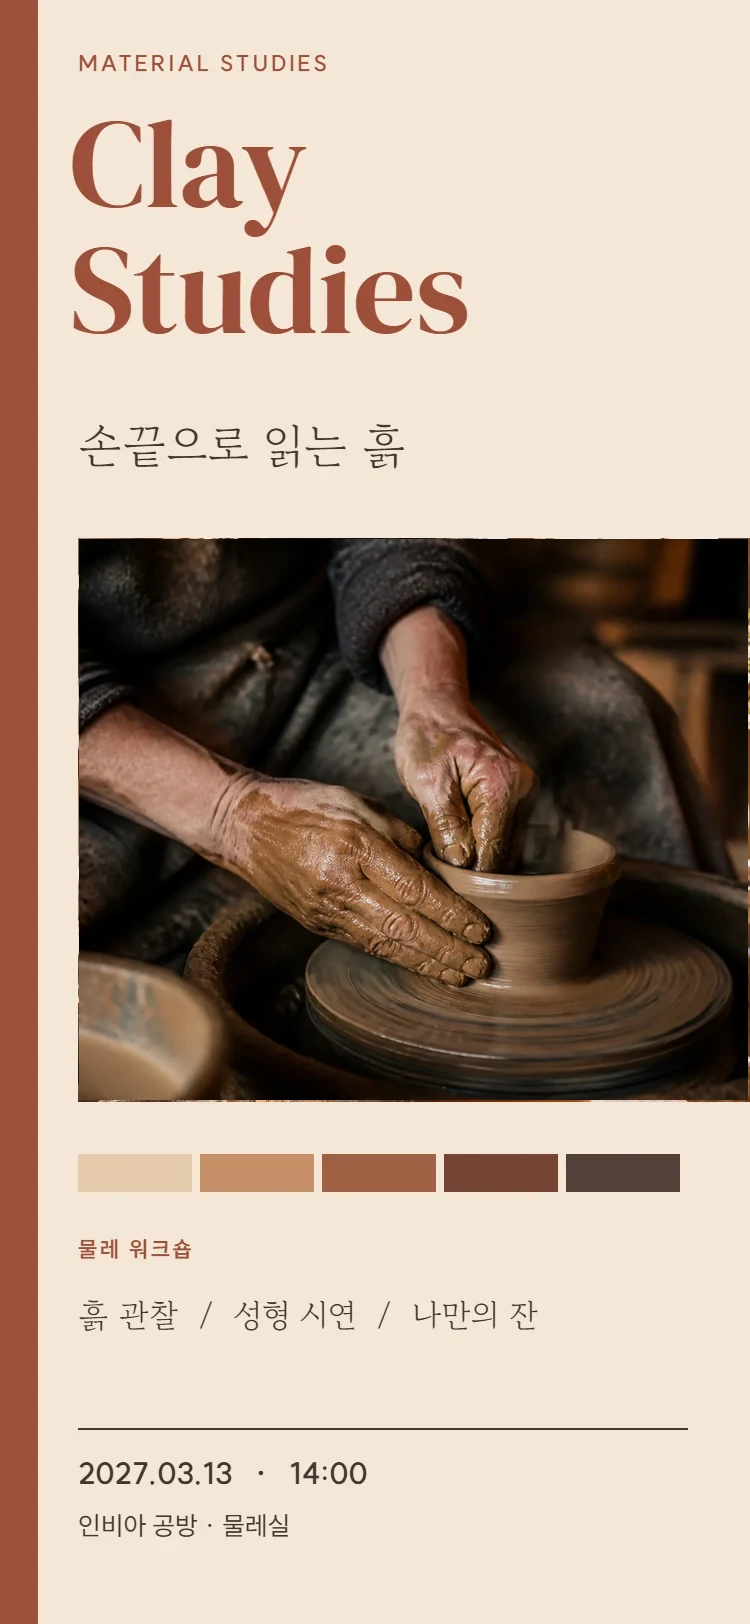 MATERIAL STUDIES
Clay
Studies
손끝으로 읽는 흙
물레 워크숍
흙 관찰 / 성형 시연 / 나만의 잔
2027.03.13 · 14:00
인비아 공방 · 물레실